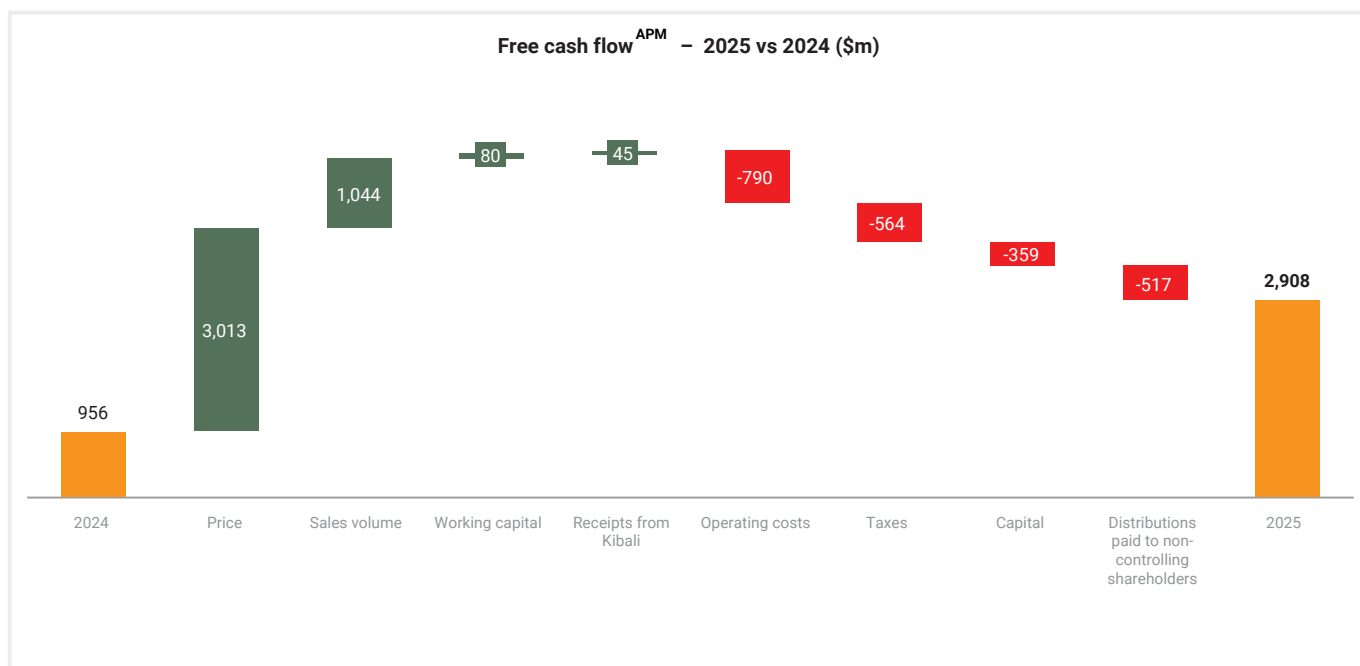 Free cash flow APM – 2025 vs 2024 ($m)
956
3,013
1,044
80
45
-790
-564
-359
-517
2,908
2024
Price
Sales volume
Working capital
Receipts from
Kibali
Operating costs
Taxes
Capital
Distributions
paid to non-
controlling
shareholders
2025